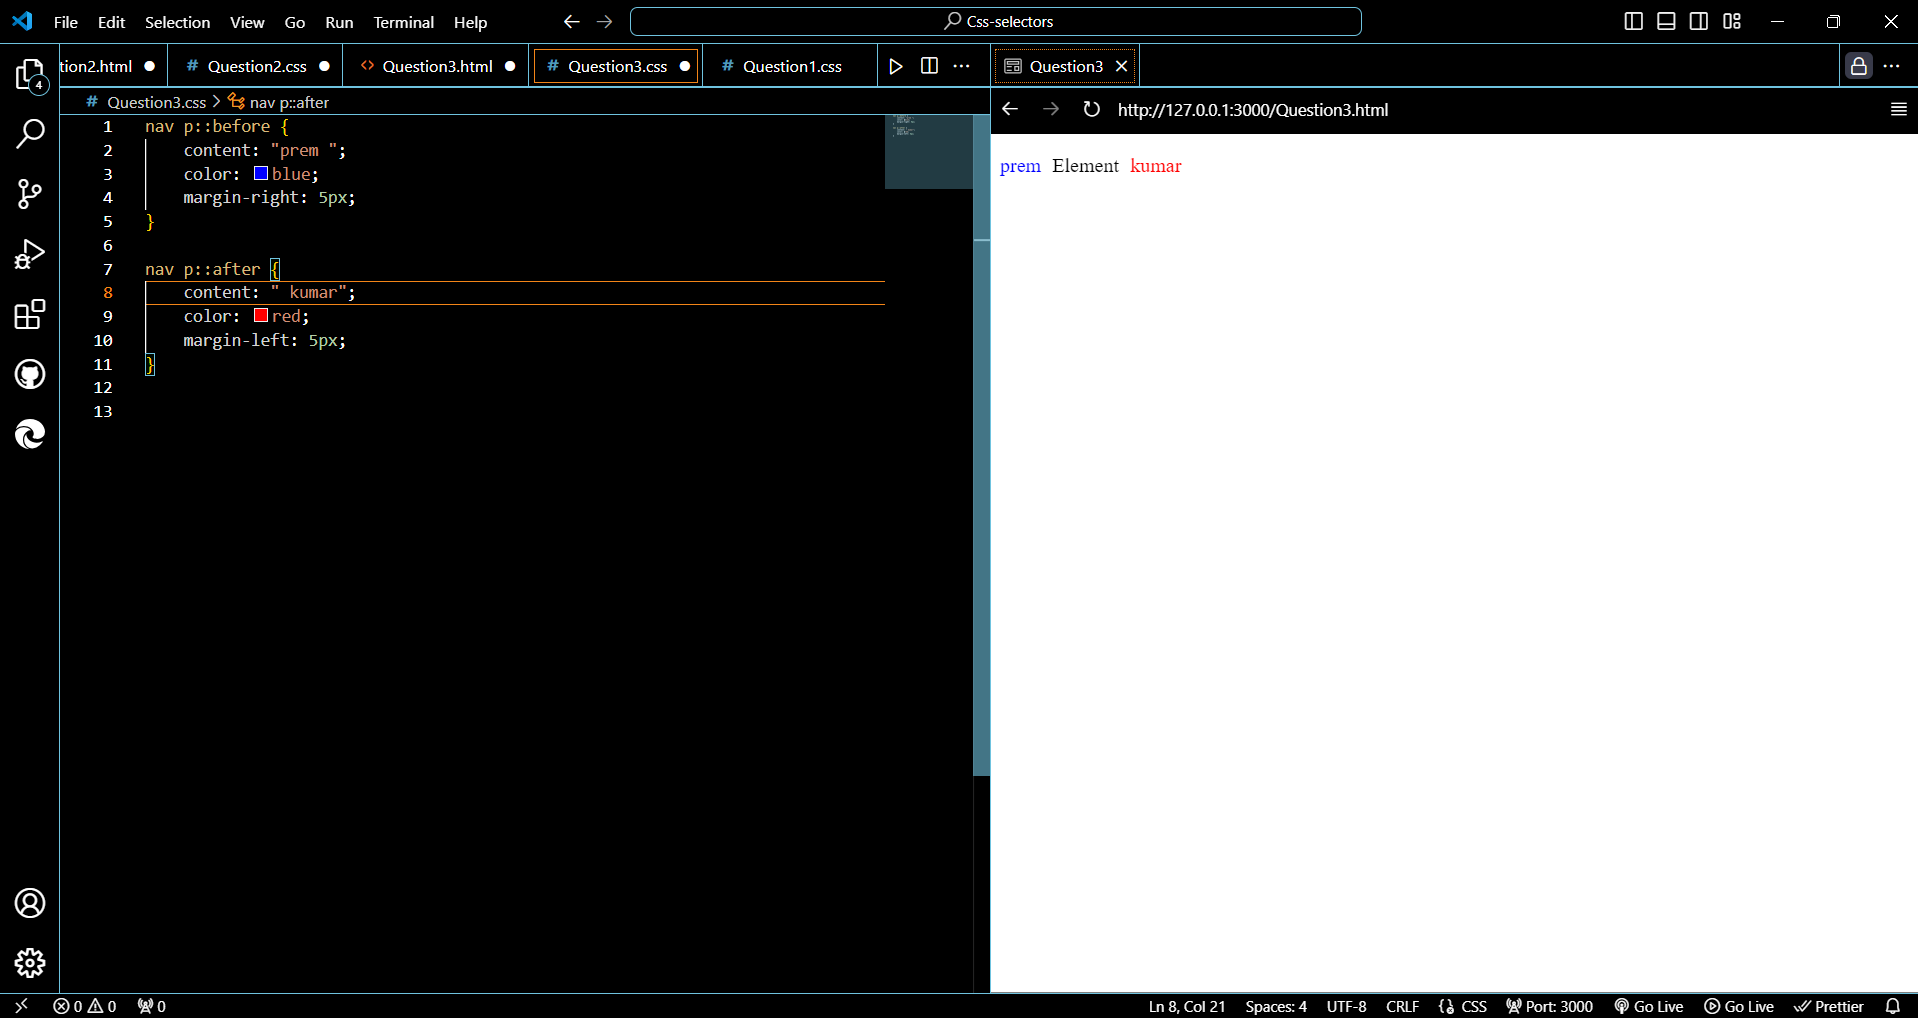 File Edit Selection View Go Run Terminal Help Css-selectors
tion2.html # Question2.css <> Question3.html # Question3.css # Question1.css Question3
4
# Question3.css > nav p::after
http://127.0.0.1:3000/Question3.html
1 nav p::before {
2 content: "prem ";
3 color: blue;
4 margin-right: 5px;
5 }
6
7 nav p::after {
8 content: " kumar";
9 color: red;
10 margin-left: 5px;
11 }
12
13
prem Element kumar
0 0 0 Ln 8, Col 21 Spaces: 4 UTF-8 CRLF {} CSS Port: 3000 Go Live Go Live Prettier